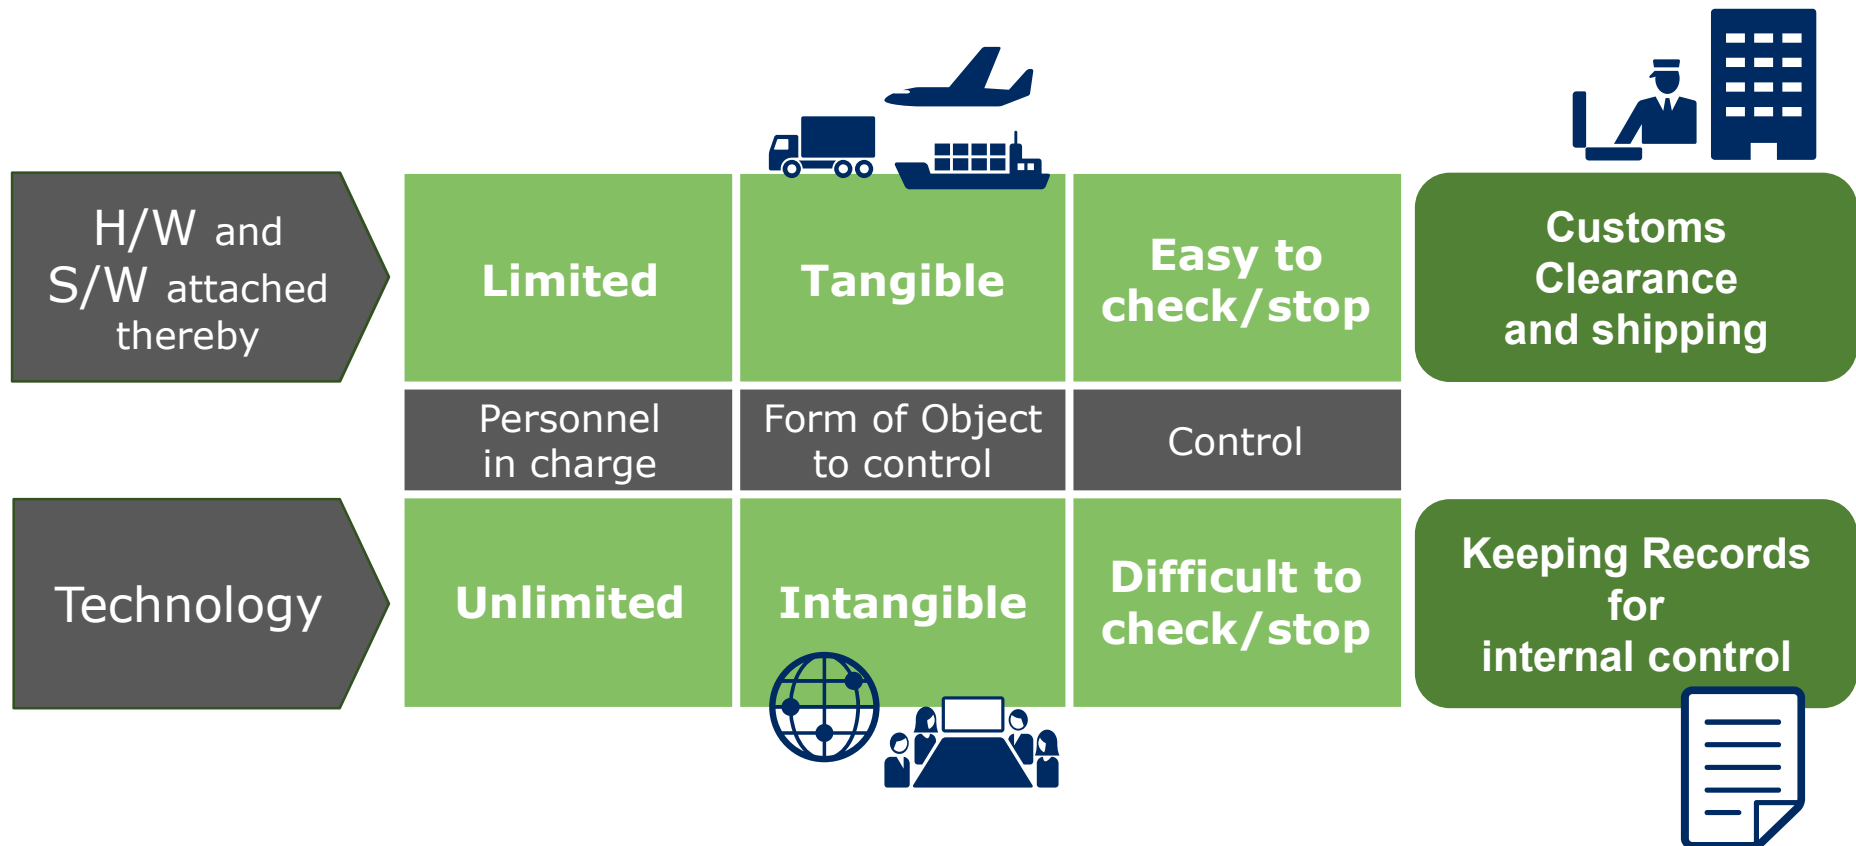 H/W and
S/W attached
thereby
Limited
Tangible
Easy to
check/stop
Customs
Clearance
and shipping
Personnel
in charge
Form of Object
to control
Control
Technology
Unlimited
Intangible
Difficult to
check/stop
Keeping Records
for
internal control